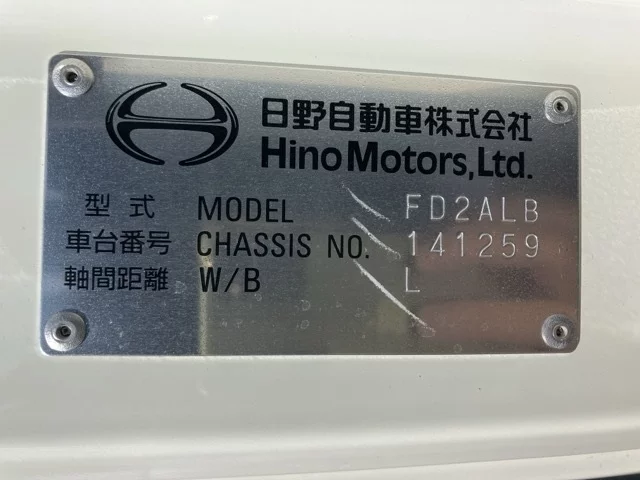 日野自動車株式会社
Hino Motors, Ltd.
型式 MODEL FD2ALB
車台番号 CHASSIS NO. 141259
軸間距離 W/B L